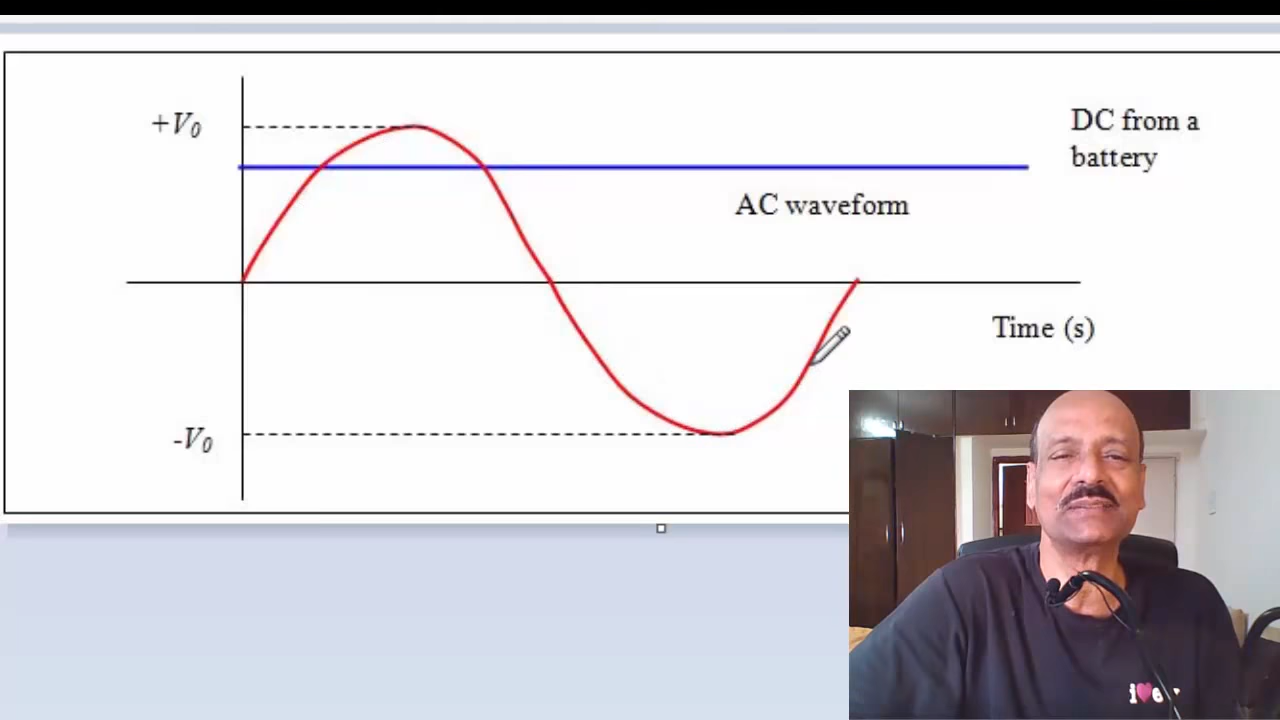 +V₀
DC from a
battery
AC waveform
Time (s)
-V₀